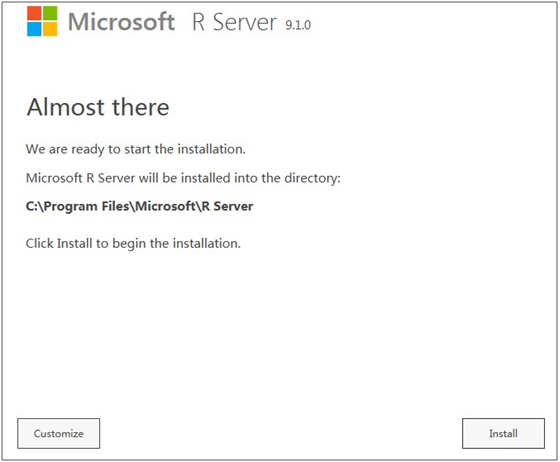 Microsoft R Server 9.1.0
Almost there
We are ready to start the installation.
Microsoft R Server will be installed into the directory:
C:\Program Files\Microsoft\R Server
Click Install to begin the installation.
Customize Install